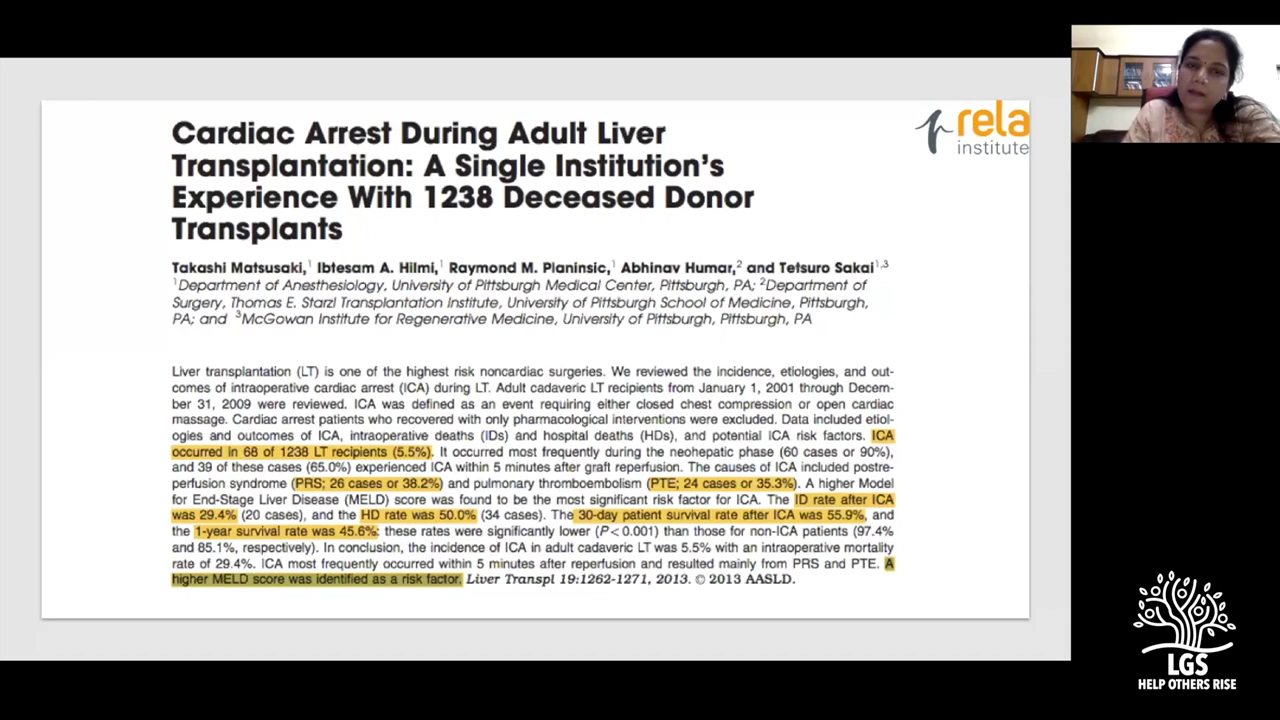 Cardiac Arrest During Adult Liver
Transplantation: A Single Institution's
Experience With 1238 Deceased Donor
Transplants
rela
institute
Takashi Matsusaki,1 Ibtesam A. Hilmi,1 Raymond M. Planinsic,1 Abhinav Humar,2 and Tetsuro Sakai1,3
1Department of Anesthesiology, University of Pittsburgh Medical Center, Pittsburgh, PA; 2Department of
Surgery, Thomas E. Starzl Transplantation Institute, University of Pittsburgh School of Medicine, Pittsburgh,
PA; and 3McGowan Institute for Regenerative Medicine, University of Pittsburgh, Pittsburgh, PA
Liver transplantation (LT) is one of the highest risk noncardiac surgeries. We reviewed the incidence, etiologies, and out-
comes of intraoperative cardiac arrest (ICA) during LT. Adult cadaveric LT recipients from January 1, 2001 through Decem-
ber 31, 2009 were reviewed. ICA was defined as an event requiring either closed chest compression or open cardiac
massage. Cardiac arrest patients who recovered with only pharmacological interventions were excluded. Data included etiol-
ogies and outcomes of ICA, intraoperative deaths (IDs) and hospital deaths (HDs), and potential ICA risk factors. ICA
occurred in 68 of 1238 LT recipients (5.5%). It occurred most frequently during the neohepatic phase (60 cases or 90%),
and 39 of these cases (65.0%) experienced ICA within 5 minutes after graft reperfusion. The causes of ICA included postre-
perfusion syndrome (PRS; 26 cases or 38.2%) and pulmonary thromboembolism (PTE; 24 cases or 35.3%). A higher Model
for End-Stage Liver Disease (MELD) score was found to be the most significant risk factor for ICA. The ID rate after ICA
was 29.4% (20 cases), and the HD rate was 50.0% (34 cases). The 30-day patient survival rate after ICA was 55.9%, and
the 1-year survival rate was 45.6%: these rates were significantly lower (P<0.001) than those for non-ICA patients (97.4%
and 85.1%, respectively). In conclusion, the incidence of ICA in adult cadaveric LT was 5.5% with an intraoperative mortality
rate of 29.4%. ICA most frequently occurred within 5 minutes after reperfusion and resulted mainly from PRS and PTE. A
higher MELD score was identified as a risk factor. Liver Transpl 19:1262-1271, 2013. © 2013 AASLD.
LGS
HELP OTHERS RISE